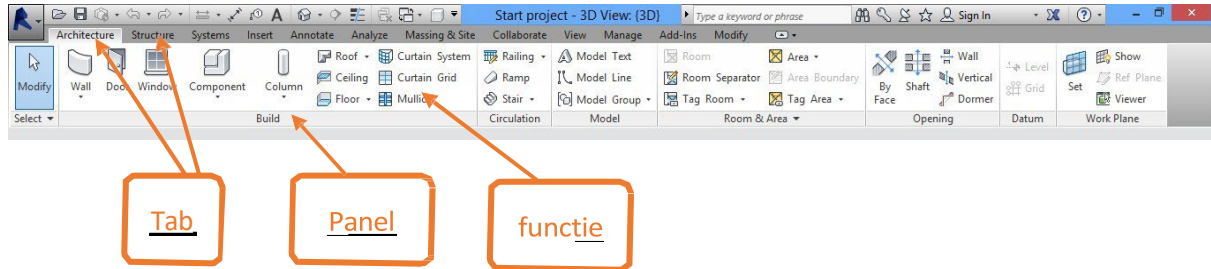 Start project - 3D View: {3D} Type a keyword or phrase Sign In
Architecture Structure Systems Insert Annotate Analyze Massing & Site Collaborate View Manage Add-Ins Modify
Roof Curtain System Railing Model Text Room Area Wall Show
Ceiling Curtain Grid Ramp Model Line Room Separator Area Boundary Vertical Level Ref Plane
Modify Wall Door Window Component Column By Face Shaft Set
Floor Mullion Stair Model Group Tag Room Tag Area Dormer Grid Viewer
Select Build Circulation Model Room & Area Opening Datum Work Plane
Tab Panel functie